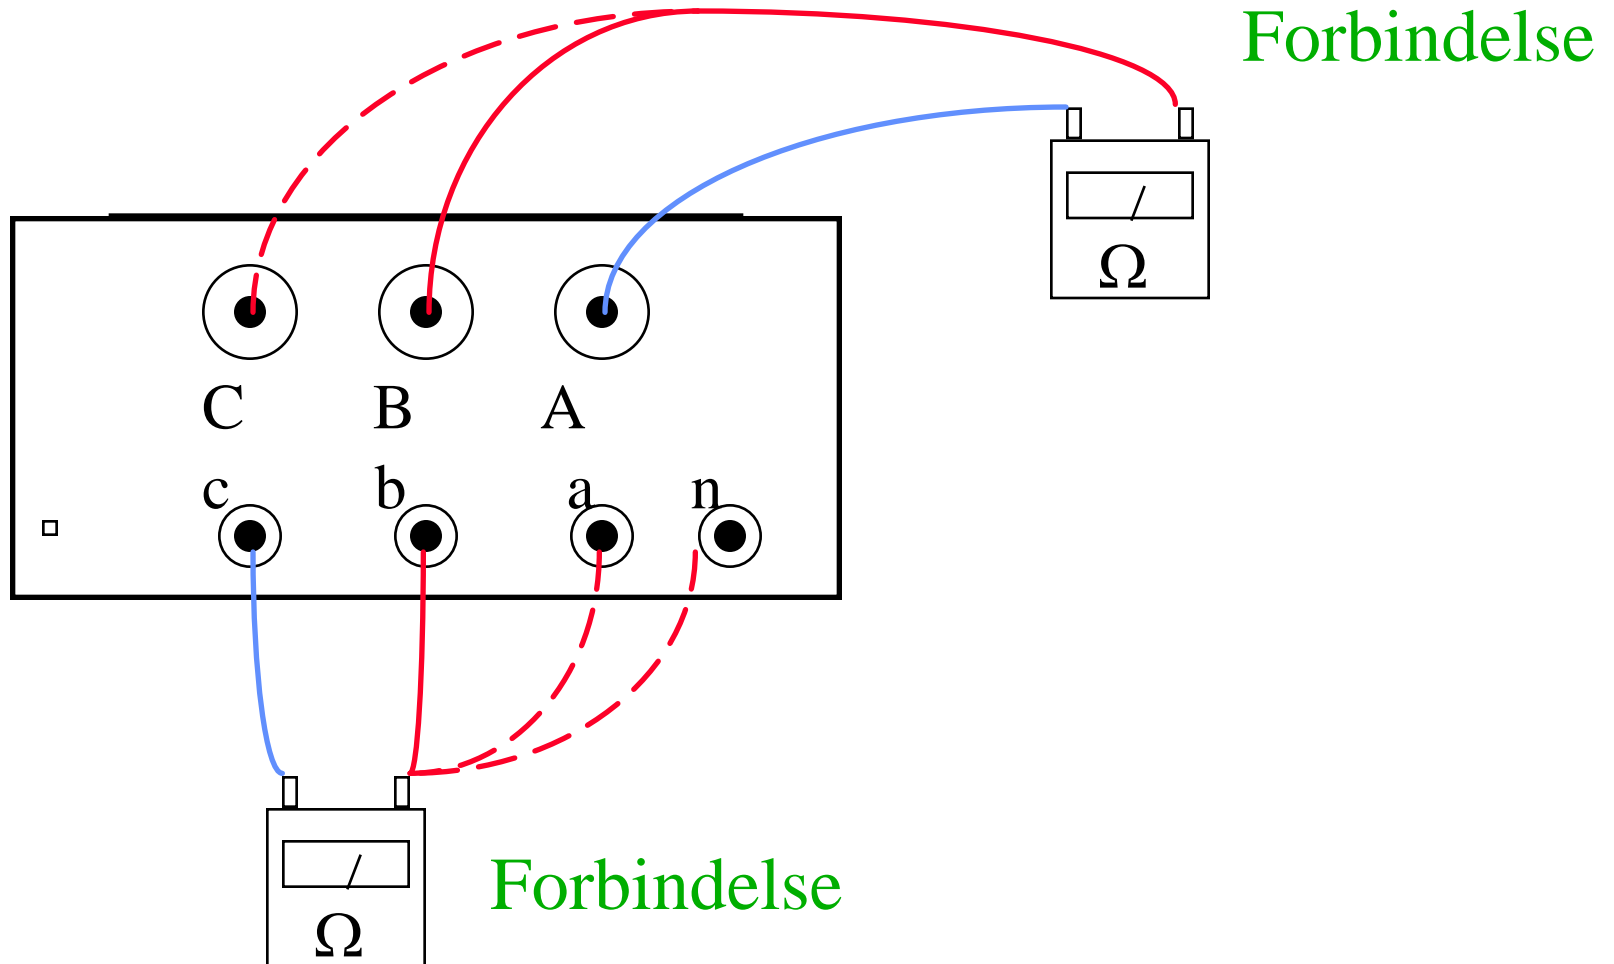 Forbindelse
Ω
C B A
c b a n
Forbindelse
Ω